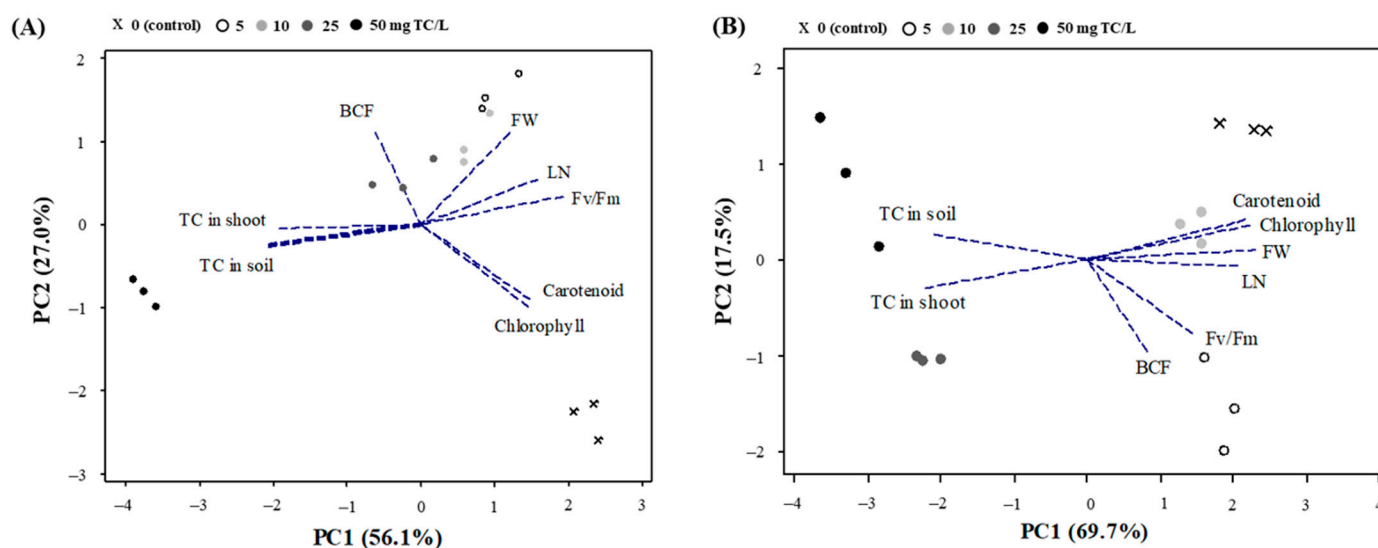 (A)
X 0 (control) 5 10 25 50 mg TC/L
PC2 (27.0%)
2
1
0
−1
−2
−3
BCF
FW
LN
Fv/Fm
TC in shoot
TC in soil
Carotenoid
Chlorophyll
−4 −3 −2 −1 0 1 2 3
PC1 (56.1%)
(B)
X 0 (control) 5 10 25 50 mg TC/L
PC2 (17.5%)
2
1
0
−1
−2
TC in soil
TC in shoot
Carotenoid
Chlorophyll
FW
LN
Fv/Fm
BCF
−4 −3 −2 −1 0 1 2 3 4
PC1 (69.7%)